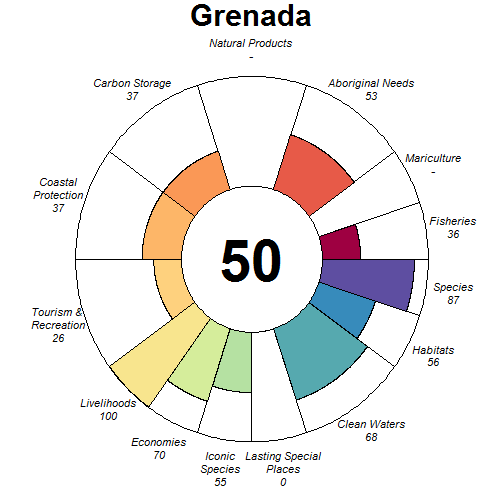 Grenada
Natural Products
-
Carbon Storage
37
Aboriginal Needs
53
Mariculture
-
Coastal
Protection
37
Fisheries
36
50
Species
87
Tourism &
Recreation
26
Habitats
56
Livelihoods
100
Clean Waters
68
Economies
70
Iconic
Species
55
Lasting Special
Places
0